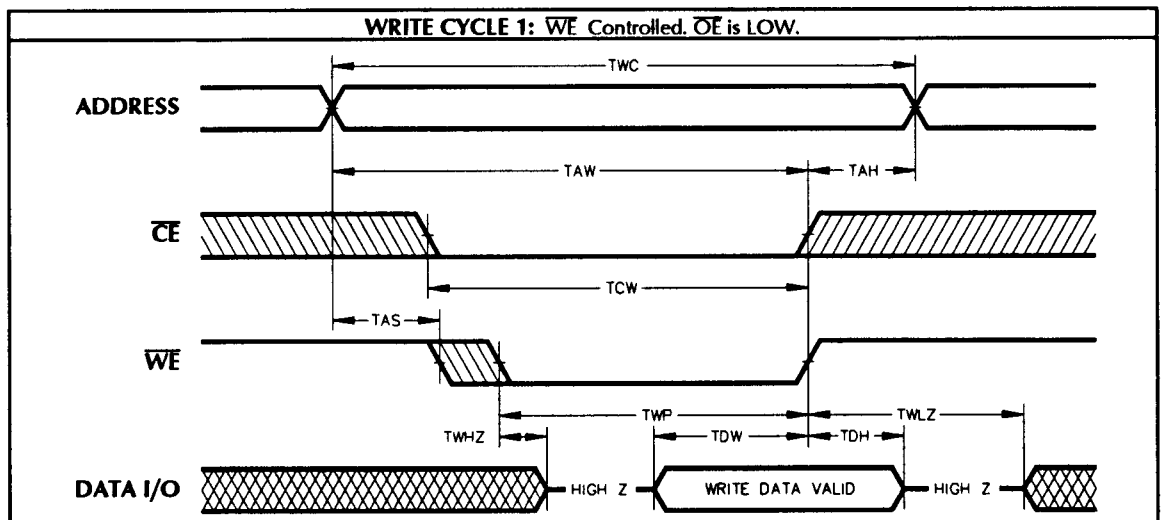 WRITE CYCLE 1: WE Controlled. OE is LOW.
TWC
ADDRESS
TAW
TAH
CE
TCW
TAS
WE
TWP
TWLZ
TWHZ
TDW
TDH
DATA I/O
HIGH Z
WRITE DATA VALID
HIGH Z